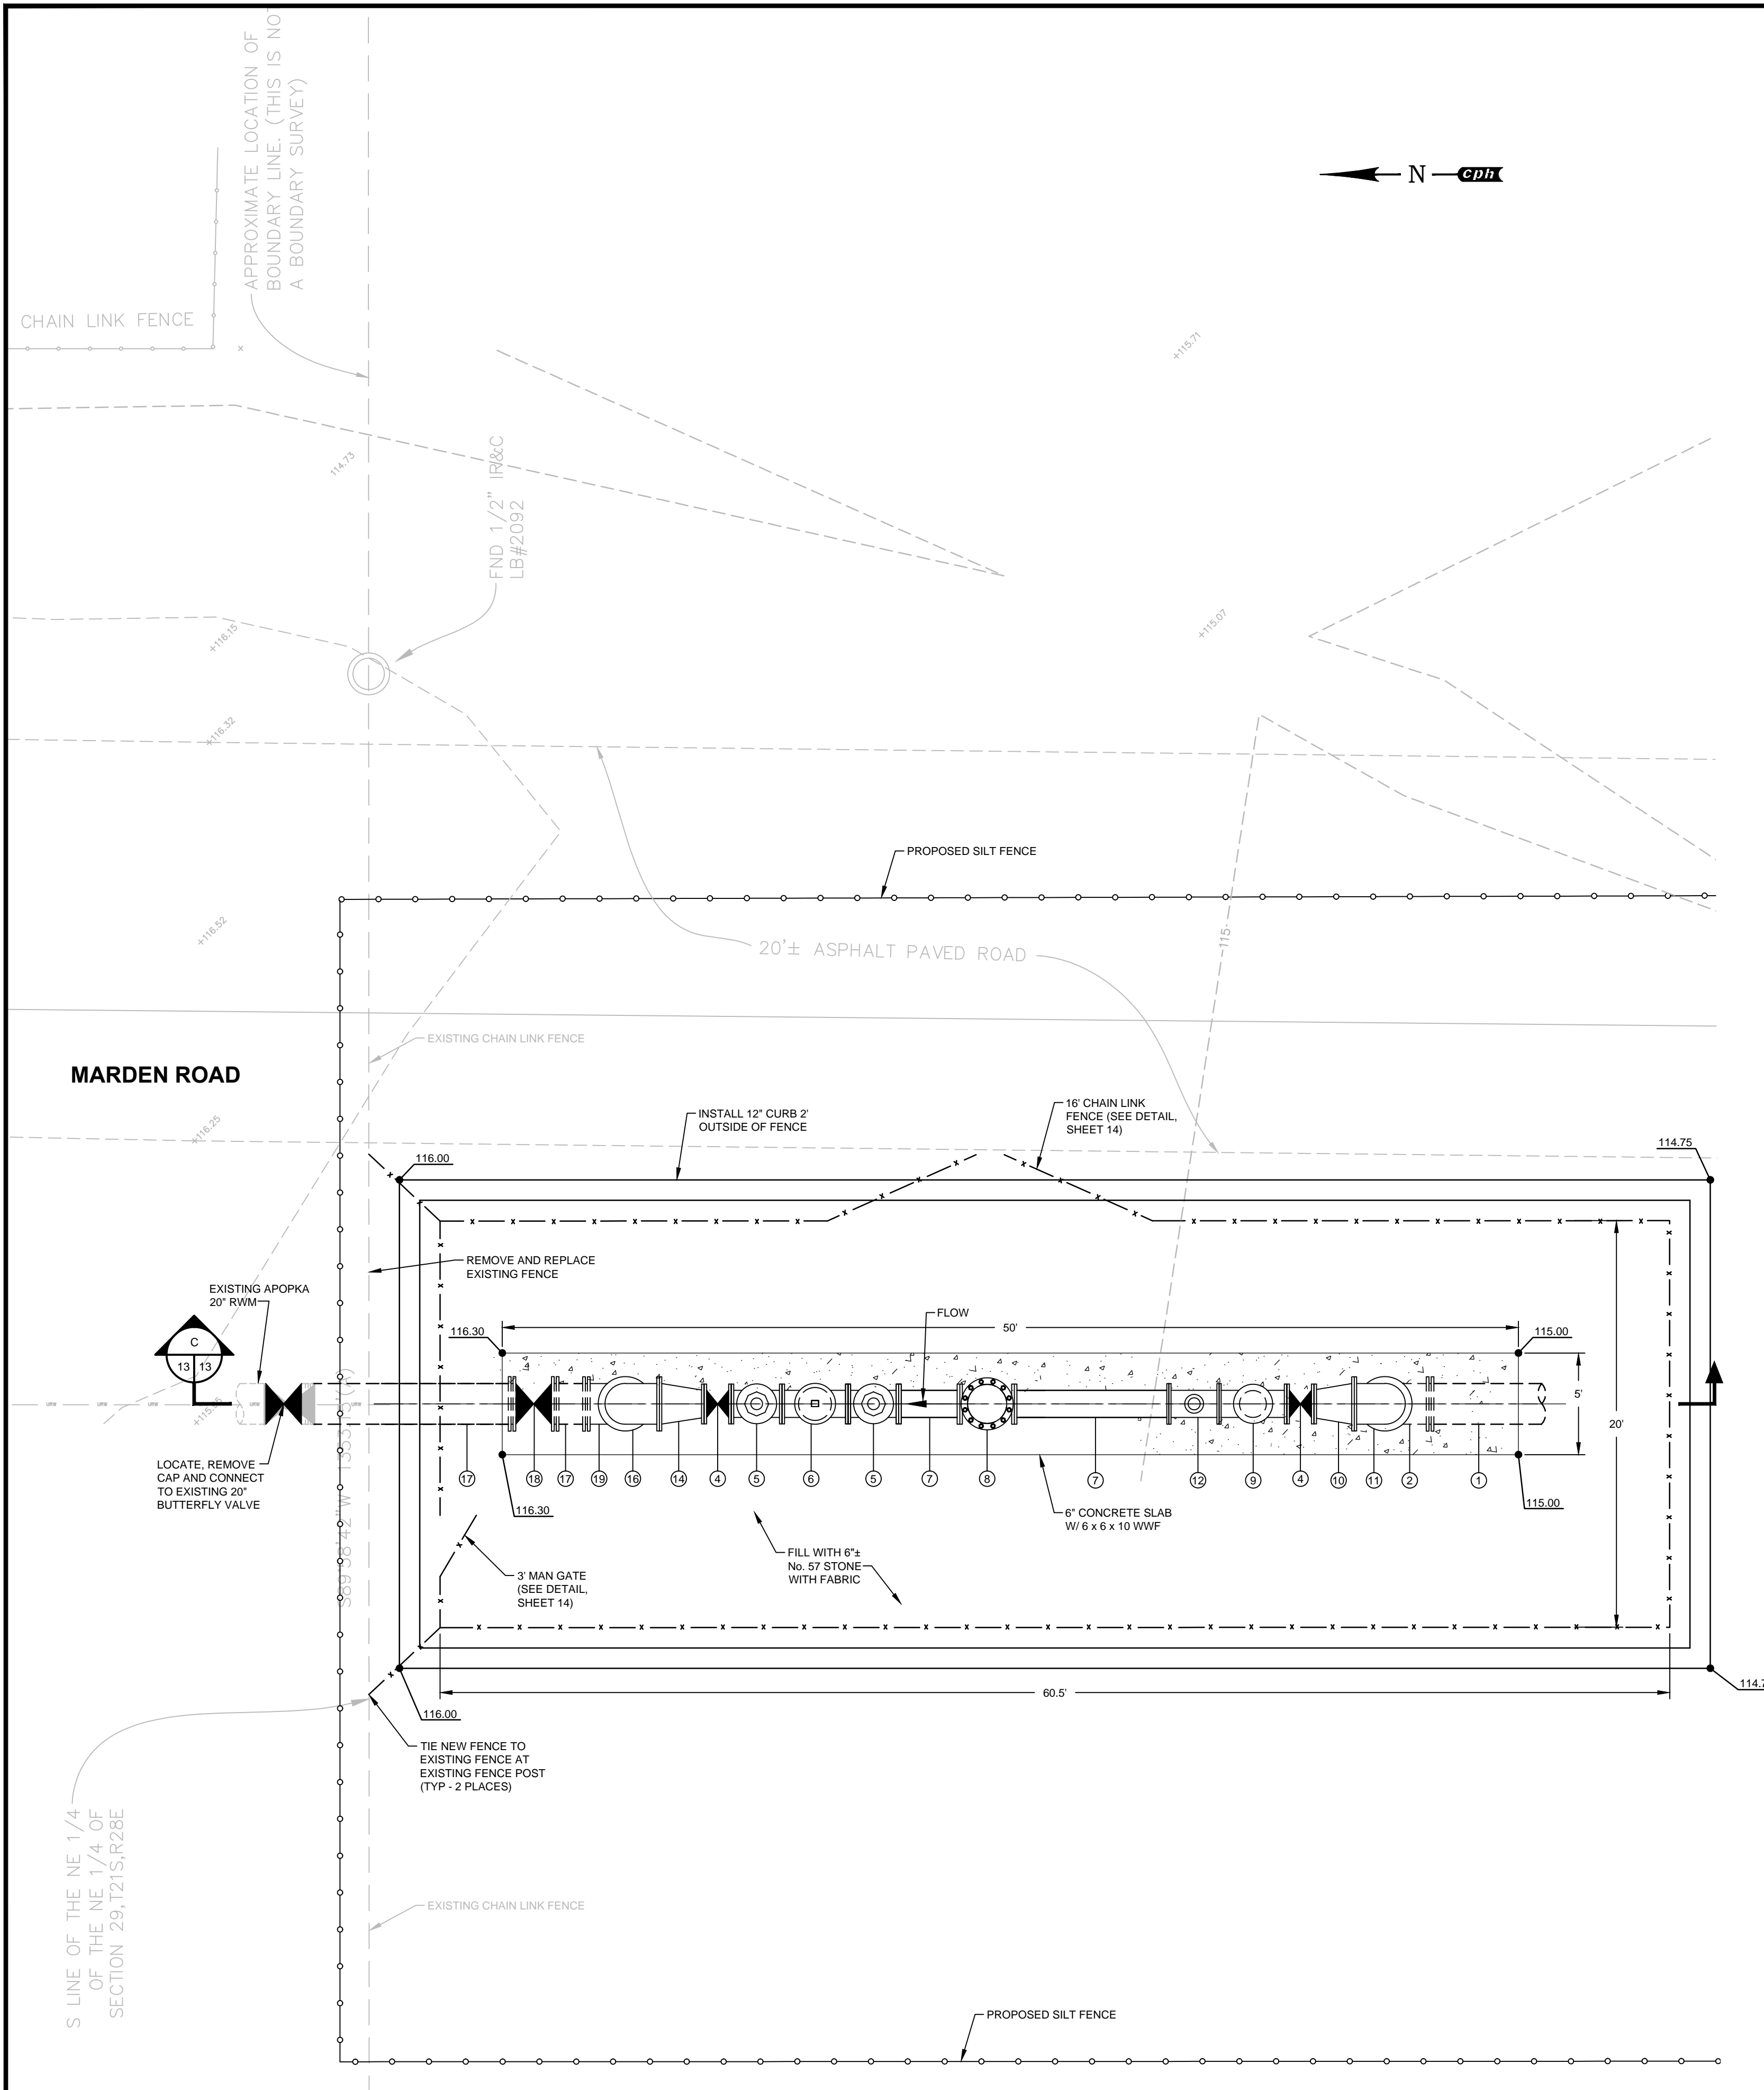 APPROXIMATE LOCATION OF
BOUNDARY LINE. (THIS IS NO
A BOUNDARY SURVEY)
N
cph
CHAIN LINK FENCE
+115.71
114.73
FND 1/2" IR&C
LB#2092
+116.15
+115.07
+116.32
PROPOSED SILT FENCE
+116.52
20'± ASPHALT PAVED ROAD
115
EXISTING CHAIN LINK FENCE
MARDEN ROAD
+116.25
INSTALL 12" CURB 2'
OUTSIDE OF FENCE
16' CHAIN LINK
FENCE (SEE DETAIL,
SHEET 14)
116.00
114.75
REMOVE AND REPLACE
EXISTING FENCE
EXISTING APOPKA
20" RWM
FLOW
C
13 13
116.30
50'
115.00
5'
20'
LOCATE, REMOVE
CAP AND CONNECT
TO EXISTING 20"
BUTTERFLY VALVE
17 18 17 19 16 14 4 5 6 5 7 8 7 12 9 4 10 11 2 1
116.30
115.00
6" CONCRETE SLAB
W/ 6 x 6 x 10 WWF
FILL WITH 6"±
No. 57 STONE
WITH FABRIC
3' MAN GATE
(SEE DETAIL,
SHEET 14)
60.5'
114.7
116.00
TIE NEW FENCE TO
EXISTING FENCE AT
EXISTING FENCE POST
(TYP - 2 PLACES)
S LINE OF THE NE 1/4
OF THE NE 1/4 OF
SECTION 29,T21S,R28E
EXISTING CHAIN LINK FENCE
PROPOSED SILT FENCE